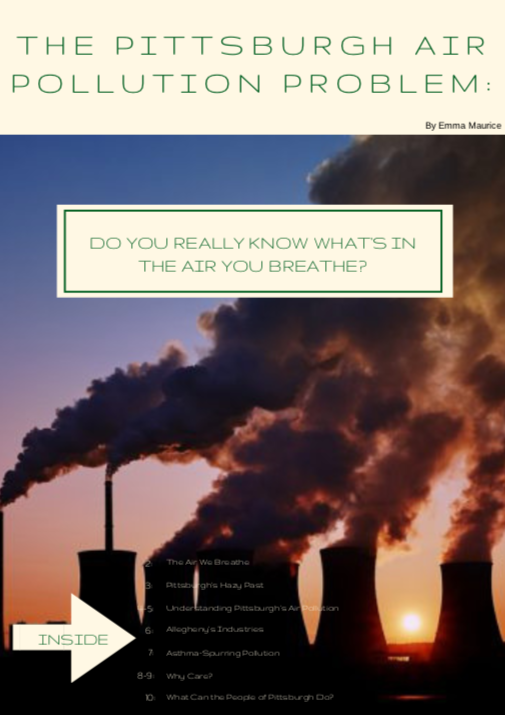 THE PITTSBURGH AIR
POLLUTION PROBLEM:
By Emma Maurice
DO YOU REALLY KNOW WHAT'S IN
THE AIR YOU BREATHE?
INSIDE
2: The Air We Breathe
3: Pittsburgh's Hazy Past
4-5: Understanding Pittsburgh's Air Pollution
6: Allegheny's Industries
7: Asthma-Spurring Pollution
8-9: Why Care?
10: What Can the People of Pittsburgh Do?